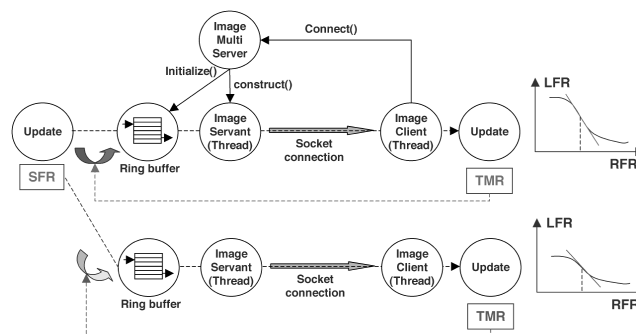 Image
Multi
Server
Connect()
Initialize()
construct()
Update
Ring buffer
Image
Servant
(Thread)
Socket
connection
Image
Client
(Thread)
Update
LFR
RFR
SFR
TMR
Ring buffer
Image
Servant
(Thread)
Socket
connection
Image
Client
(Thread)
Update
LFR
RFR
TMR